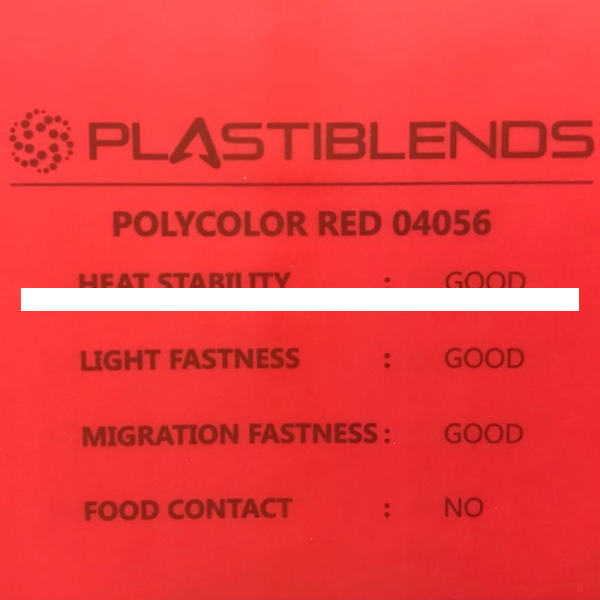 PLASTIBLENDS
POLYCOLOR RED 04056
HEAT STABILITY : GOOD
LIGHT FASTNESS : GOOD
MIGRATION FASTNESS : GOOD
FOOD CONTACT : NO